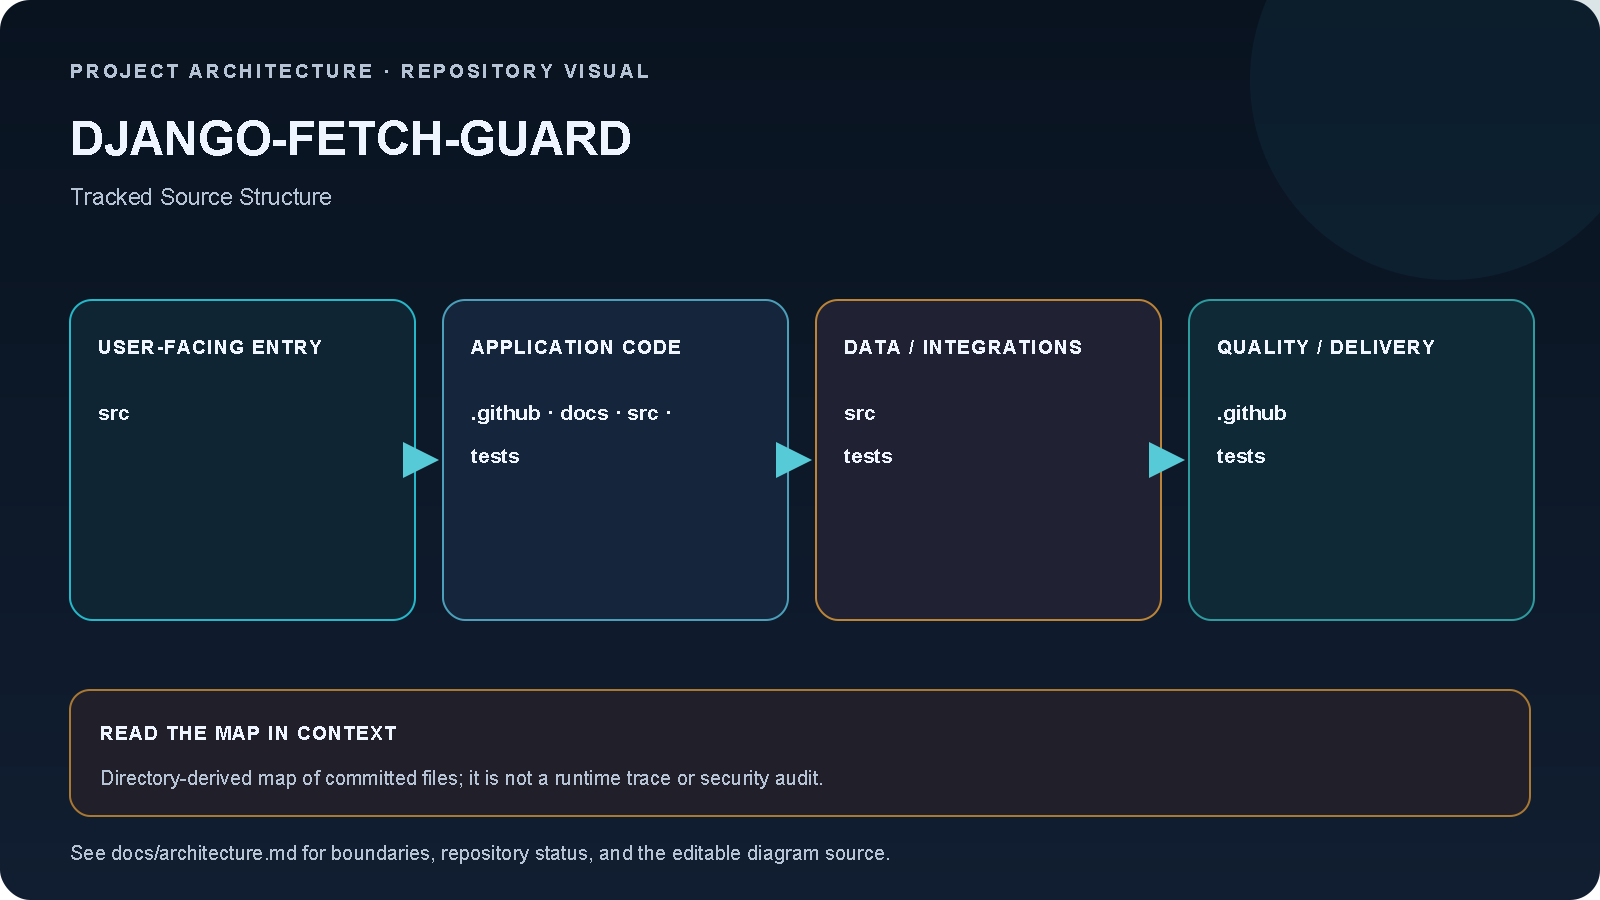 PROJECT ARCHITECTURE · REPOSITORY VISUAL
DJANGO-FETCH-GUARD
Tracked Source Structure
USER-FACING ENTRY
src
APPLICATION CODE
.github · docs · src ·
tests
DATA / INTEGRATIONS
src
tests
QUALITY / DELIVERY
.github
tests
READ THE MAP IN CONTEXT
Directory-derived map of committed files; it is not a runtime trace or security audit.
See docs/architecture.md for boundaries, repository status, and the editable diagram source.